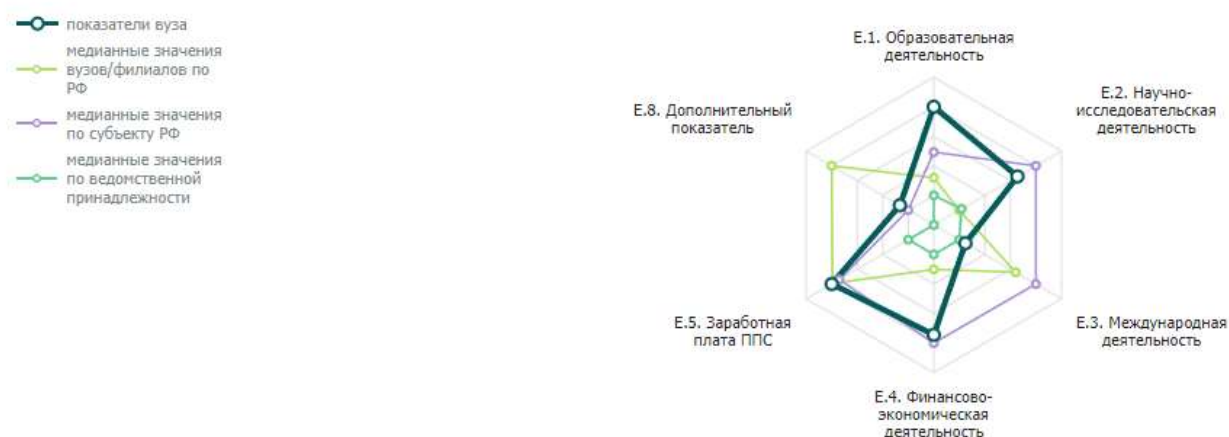 показатели вуза
медианные значения
вузов/филиалов по
РФ
медианные значения
по субъекту РФ
медианные значения
по ведомственной
принадлежности
E.1. Образовательная
деятельность
E.2. Научно-
исследовательская
деятельность
E.3. Международная
деятельность
E.4. Финансово-
экономическая
деятельность
E.5. Заработная
плата ППС
E.8. Дополнительный
показатель